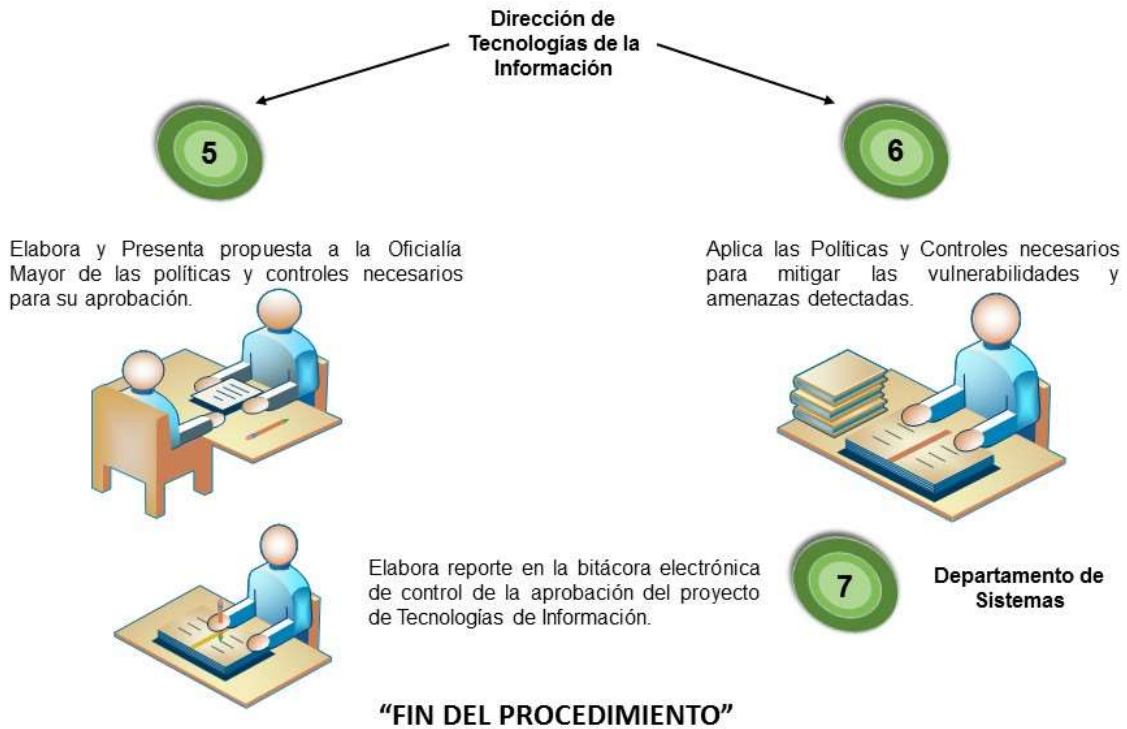 Dirección de
Tecnologías de la
Información
5
6
Elabora y Presenta propuesta a la Oficialía
Mayor de las políticas y controles necesarios
para su aprobación.
Aplica las Políticas y Controles necesarios
para mitigar las vulnerabilidades y
amenazas detectadas.
Elabora reporte en la bitácora electrónica
de control de la aprobación del proyecto
de Tecnologías de Información.
7
Departamento de
Sistemas
“FIN DEL PROCEDIMIENTO”